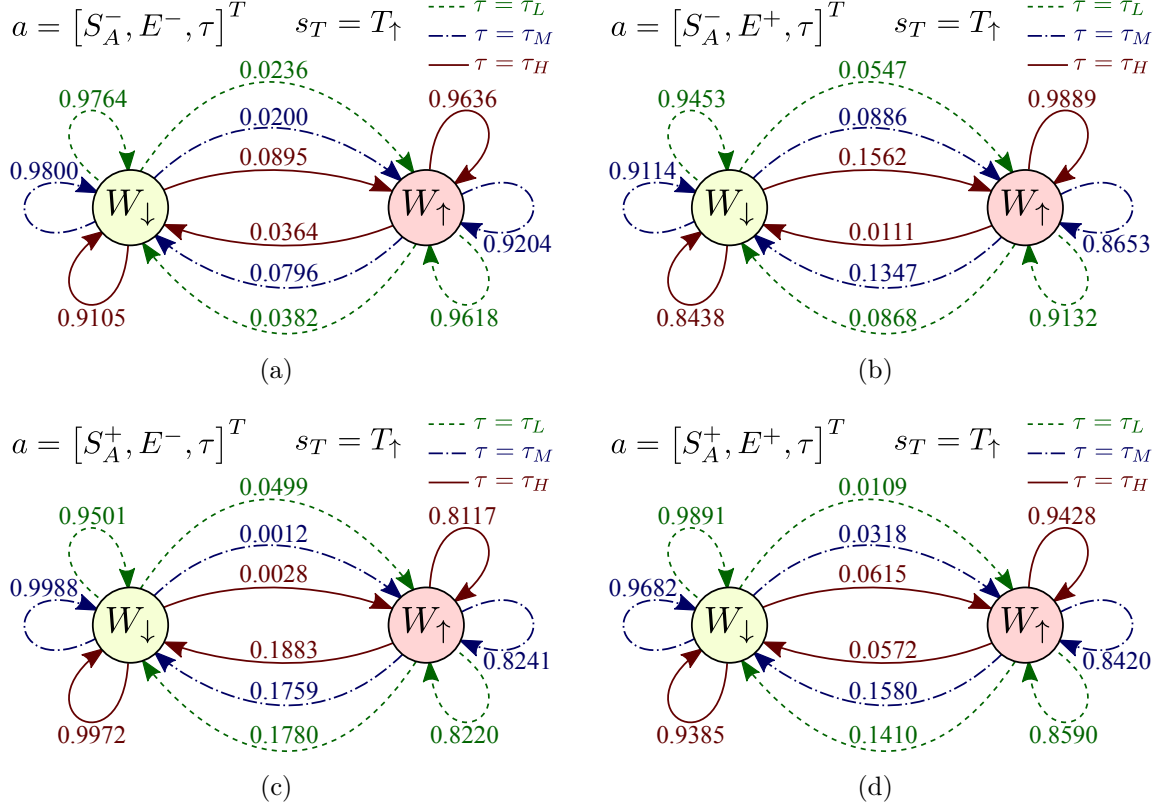 a = [S_A^-, E^-, τ]^T s_T = T_↑
τ = τ_L
τ = τ_M
τ = τ_H
0.0236
0.9764
0.0200
0.9636
0.9800
0.0895
W_↓
W_↑
0.0364
0.9204
0.0796
0.9105
0.0382
0.9618
(a)
a = [S_A^-, E^+, τ]^T s_T = T_↑
τ = τ_L
τ = τ_M
τ = τ_H
0.0547
0.9453
0.0886
0.9889
0.9114
0.1562
W_↓
W_↑
0.0111
0.8653
0.1347
0.8438
0.0868
0.9132
(b)
a = [S_A^+, E^-, τ]^T s_T = T_↑
τ = τ_L
τ = τ_M
τ = τ_H
0.0499
0.9501
0.0012
0.8117
0.9988
0.0028
W_↓
W_↑
0.1883
0.8241
0.1759
0.9972
0.1780
0.8220
(c)
a = [S_A^+, E^+, τ]^T s_T = T_↑
τ = τ_L
τ = τ_M
τ = τ_H
0.0109
0.9891
0.0318
0.9428
0.9682
0.0615
W_↓
W_↑
0.0572
0.8420
0.1580
0.9385
0.1410
0.8590
(d)